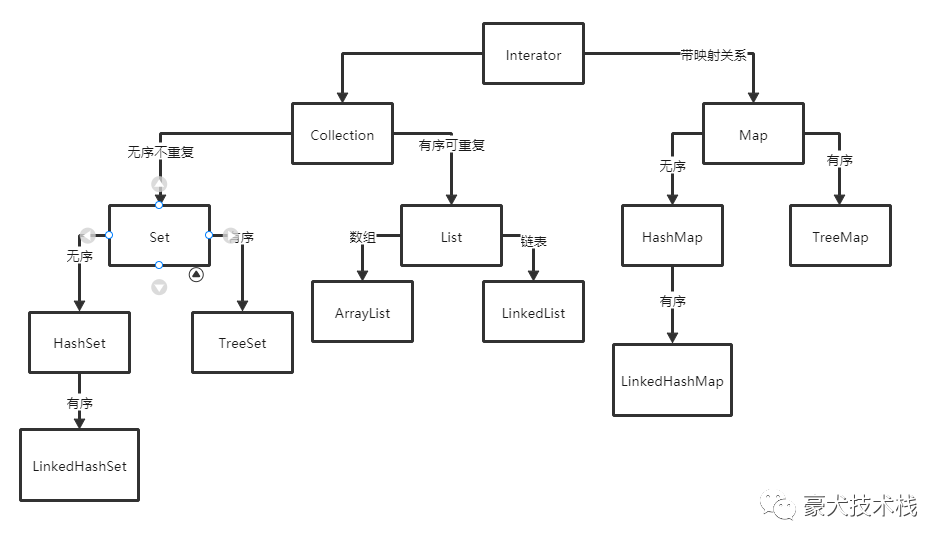 Interator
带映射关系
Collection
Map
无序不重复
有序可重复
无序
有序
Set
List
HashMap
TreeMap
无序
有序
数组
链表
有序
HashSet
TreeSet
ArrayList
LinkedList
LinkedHashMap
有序
LinkedHashSet
豪犬技术栈